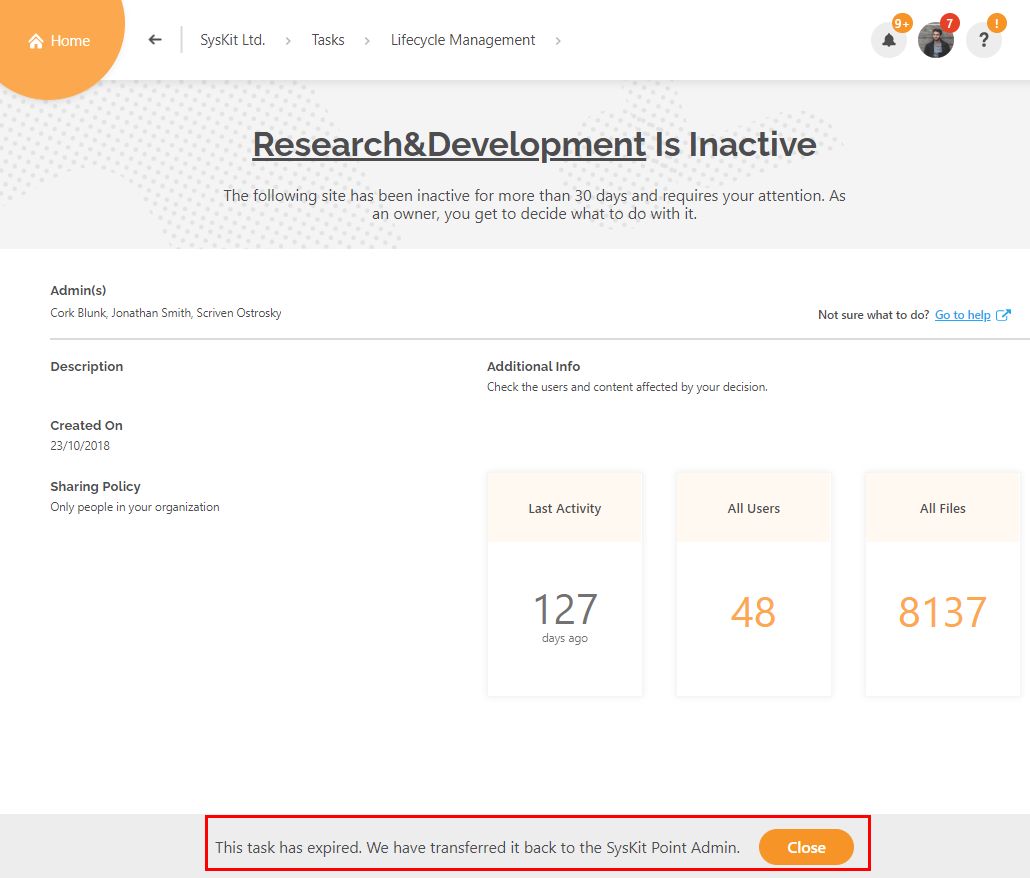 Home
SysKit Ltd. > Tasks > Lifecycle Management >
9+
7
!
?
Research&Development Is Inactive
The following site has been inactive for more than 30 days and requires your attention. As
an owner, you get to decide what to do with it.
Admin(s)
Cork Blunk, Jonathan Smith, Scriven Ostrosky
Not sure what to do? Go to help
Description
Additional Info
Check the users and content affected by your decision.
Created On
23/10/2018
Sharing Policy
Only people in your organization
Last Activity
127
days ago
All Users
48
All Files
8137
This task has expired. We have transferred it back to the SysKit Point Admin.
Close